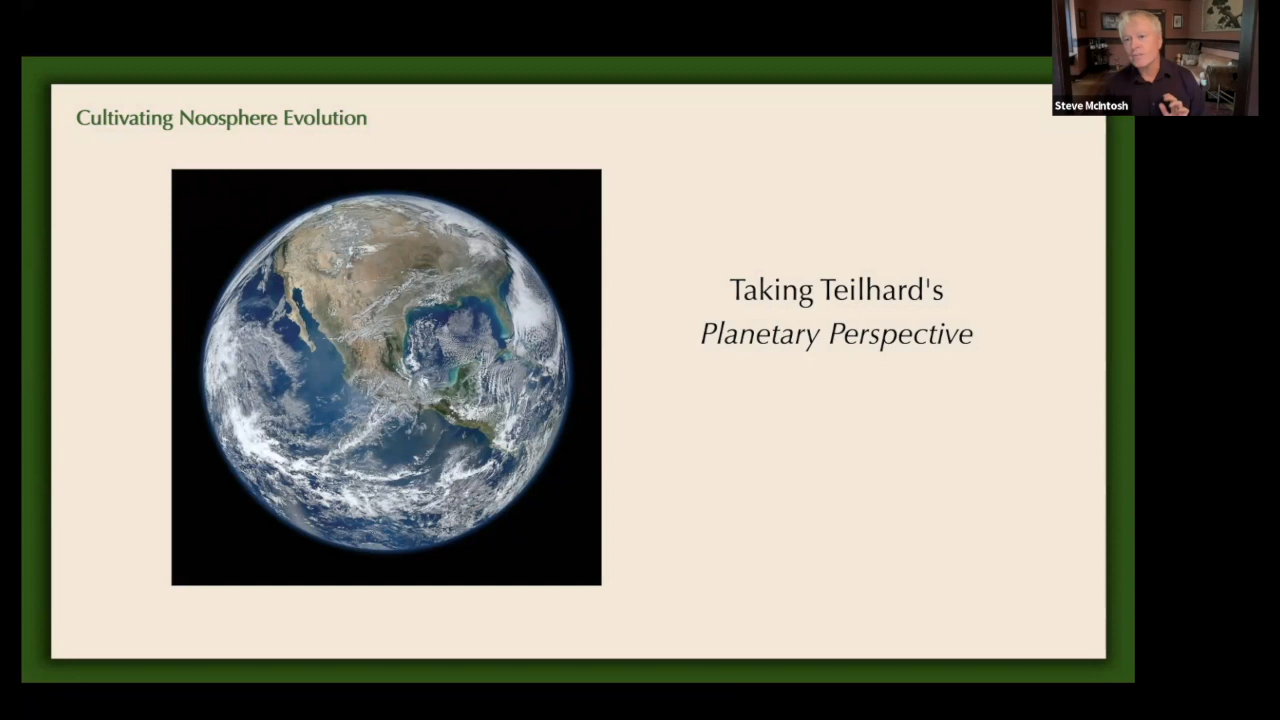 Steve McIntosh
Cultivating Noosphere Evolution
Taking Teilhard's
Planetary Perspective